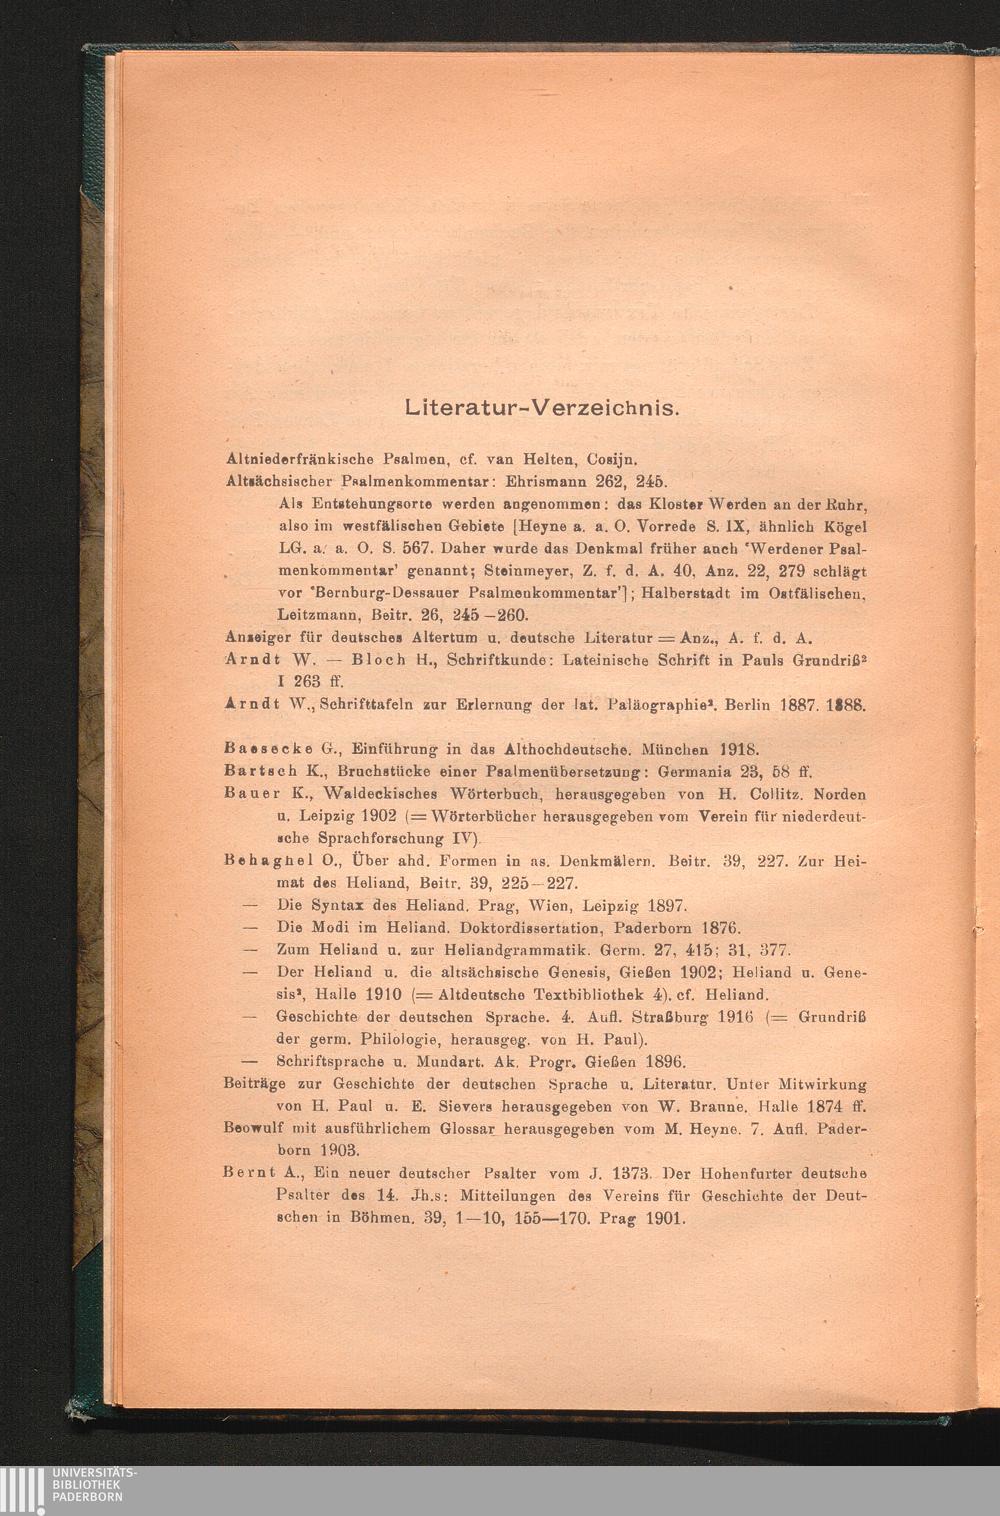 Literatur-Verzeichnis.
Altniederfränkische Psalmen, cf. van Helten, Cosijn.
Altsächsischer Psalmenkommentar: Ehrismann 262, 245.
Als Entstehungsorte werden angenommen: das Kloster Werden an der Ruhr,
also im westfälischen Gebiete [Heyne a. a. O. Vorrede S. IX, ähnlich Kögel
LG. a. a. O. S. 567. Daher wurde das Denkmal früher auch 'Werdener Psal-
menkommentar' genannt; Steinmeyer, Z. f. d. A. 40, Anz. 22, 279 schlägt
vor 'Bernburg-Dessauer Psalmenkommentar']; Halberstadt im Ostfälischen,
Leitzmann, Beitr. 26, 245—260.
Anzeiger für deutsches Altertum u. deutsche Literatur = Anz., A. f. d. A.
Arndt W. — Bloch H., Schriftkunde: Lateinische Schrift in Pauls Grundriß²
I 263 ff.
Arndt W., Schrifttafeln zur Erlernung der lat. Paläographie². Berlin 1887. 1888.
Baesecke G., Einführung in das Althochdeutsche. München 1918.
Bartsch K., Bruchstücke einer Psalmenübersetzung: Germania 23, 58 ff.
Bauer K., Waldeckisches Wörterbuch, herausgegeben von H. Collitz. Norden
u. Leipzig 1902 (= Wörterbücher herausgegeben vom Verein für niederdeut-
sche Sprachforschung IV).
Behaghel O., Über ahd. Formen in as. Denkmälern. Beitr. 39, 227. Zur Hei-
mat des Heliand, Beitr. 39, 225—227.
— Die Syntax des Heliand. Prag, Wien, Leipzig 1897.
— Die Modi im Heliand. Doktordissertation, Paderborn 1876.
— Zum Heliand u. zur Heliandgrammatik. Germ. 27, 415; 31, 377.
— Der Heliand u. die altsächsische Genesis, Gießen 1902; Heliand u. Gene-
sis², Halle 1910 (= Altdeutsche Textbibliothek 4). cf. Heliand.
— Geschichte der deutschen Sprache. 4. Aufl. Straßburg 1916 (= Grundriß
der germ. Philologie, herausgeg. von H. Paul).
— Schriftsprache u. Mundart. Ak. Progr. Gießen 1896.
Beiträge zur Geschichte der deutschen Sprache u. Literatur. Unter Mitwirkung
von H. Paul u. E. Sievers herausgegeben von W. Braune. Halle 1874 ff.
Beowulf mit ausführlichem Glossar herausgegeben vom M. Heyne. 7. Aufl. Pader-
born 1903.
Bernt A., Ein neuer deutscher Psalter vom J. 1373. Der Hohenfurter deutsche
Psalter des 14. Jh.s: Mitteilungen des Vereins für Geschichte der Deut-
schen in Böhmen. 39, 1—10, 155—170. Prag 1901.
UNIVERSITÄTS-
BIBLIOTHEK
PADERBORN